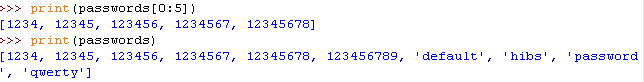 >>> print(passwords[0:5])
[1234, 12345, 123456, 1234567, 12345678]
>>> print(passwords)
[1234, 12345, 123456, 1234567, 12345678, 123456789, 'default', 'hibs', 'password
', 'qwerty']